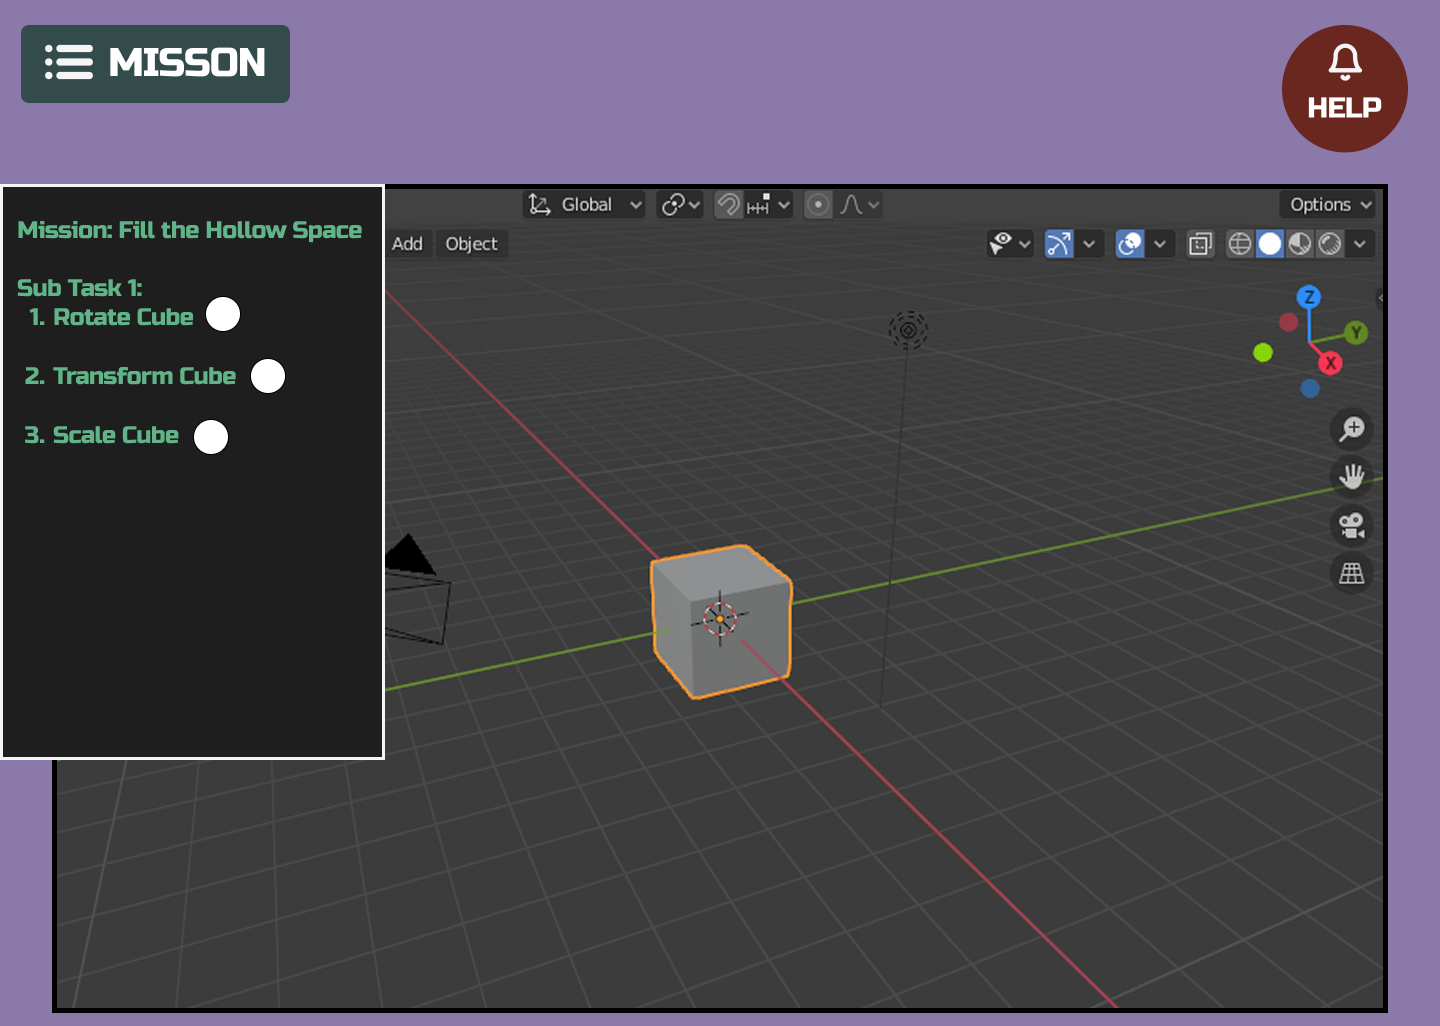 MISSON
HELP
Mission: Fill the Hollow Space
Sub Task 1:
1. Rotate Cube
2. Transform Cube
3. Scale Cube
Global
Options
Add
Object
Z
Y
X